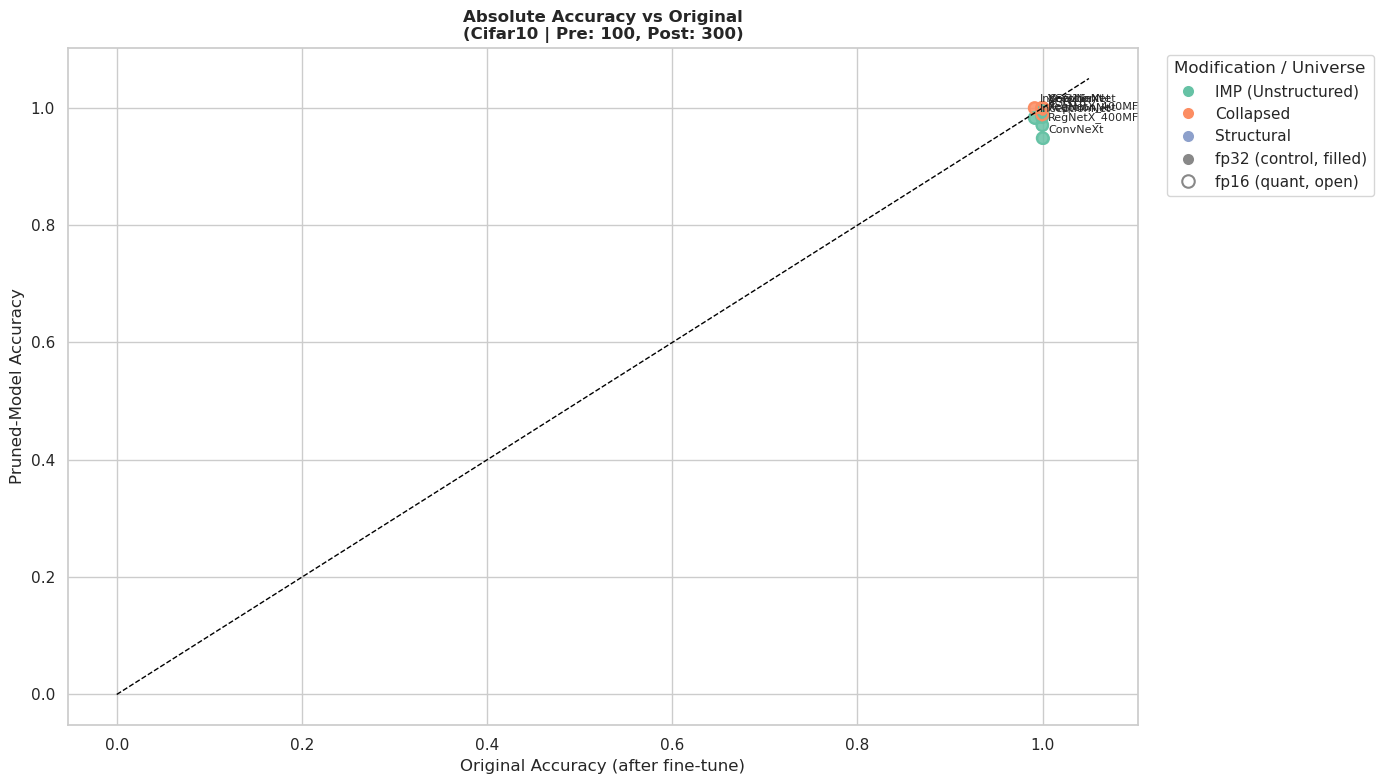 Absolute Accuracy vs Original
(Cifar10 | Pre: 100, Post: 300)
Modification / Universe
IMP (Unstructured)
Collapsed
Structural
fp32 (control, filled)
fp16 (quant, open)
RegNetX_400MF
ConvNeXt
Pruned-Model Accuracy
1.0
0.8
0.6
0.4
0.2
0.0
0.0
0.2
0.4
0.6
0.8
1.0
Original Accuracy (after fine-tune)